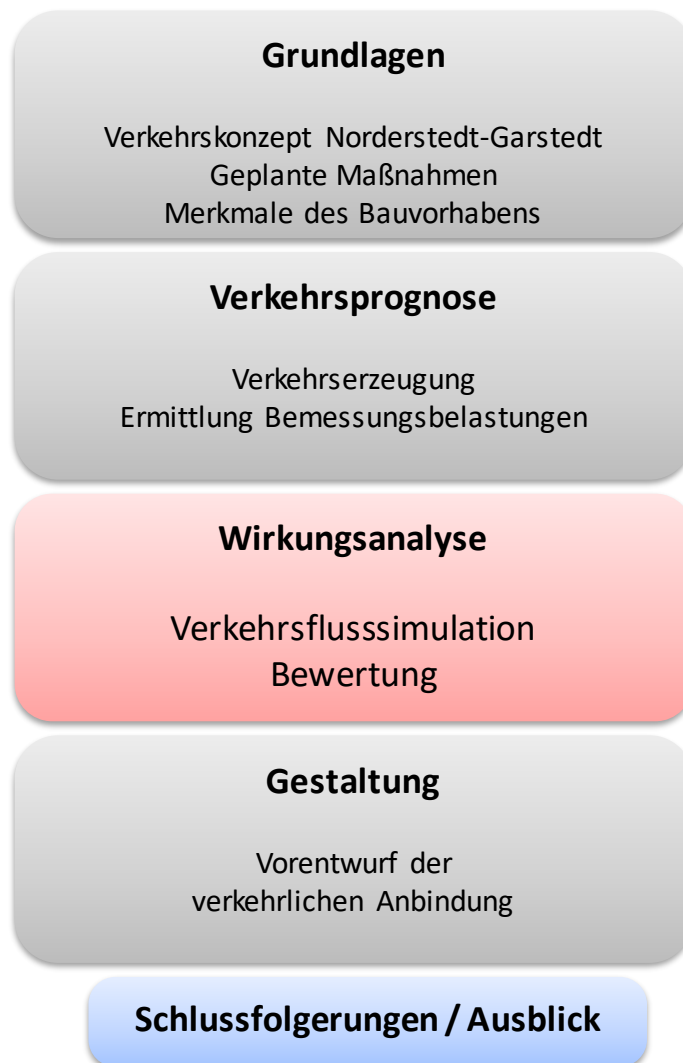 Grundlagen
Verkehrskonzept Norderstedt-Garstedt
Geplante Maßnahmen
Merkmale des Bauvorhabens
Verkehrsprognose
Verkehrserzeugung
Ermittlung Bemessungsbelastungen
Wirkungsanalyse
Verkehrsflusssimulation
Bewertung
Gestaltung
Vorentwurf der
verkehrlichen Anbindung
Schlussfolgerungen / Ausblick